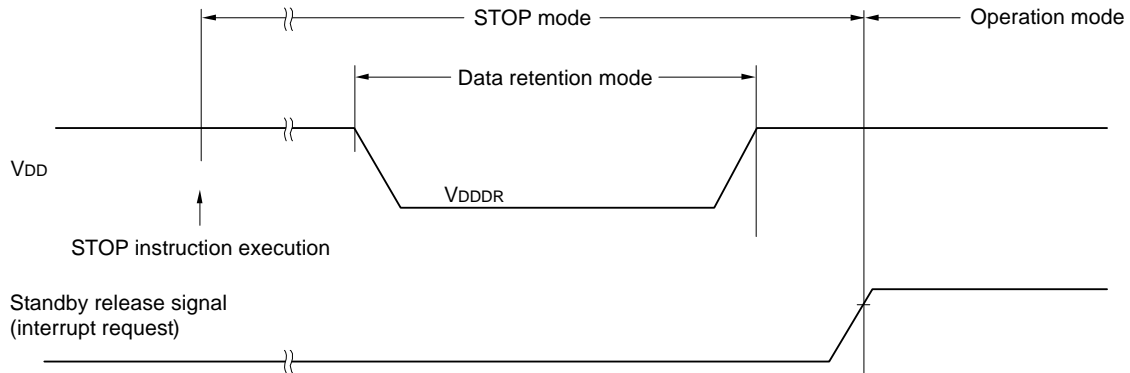 STOP mode
Operation mode
Data retention mode
VDD
VDDDR
STOP instruction execution
Standby release signal
(interrupt request)